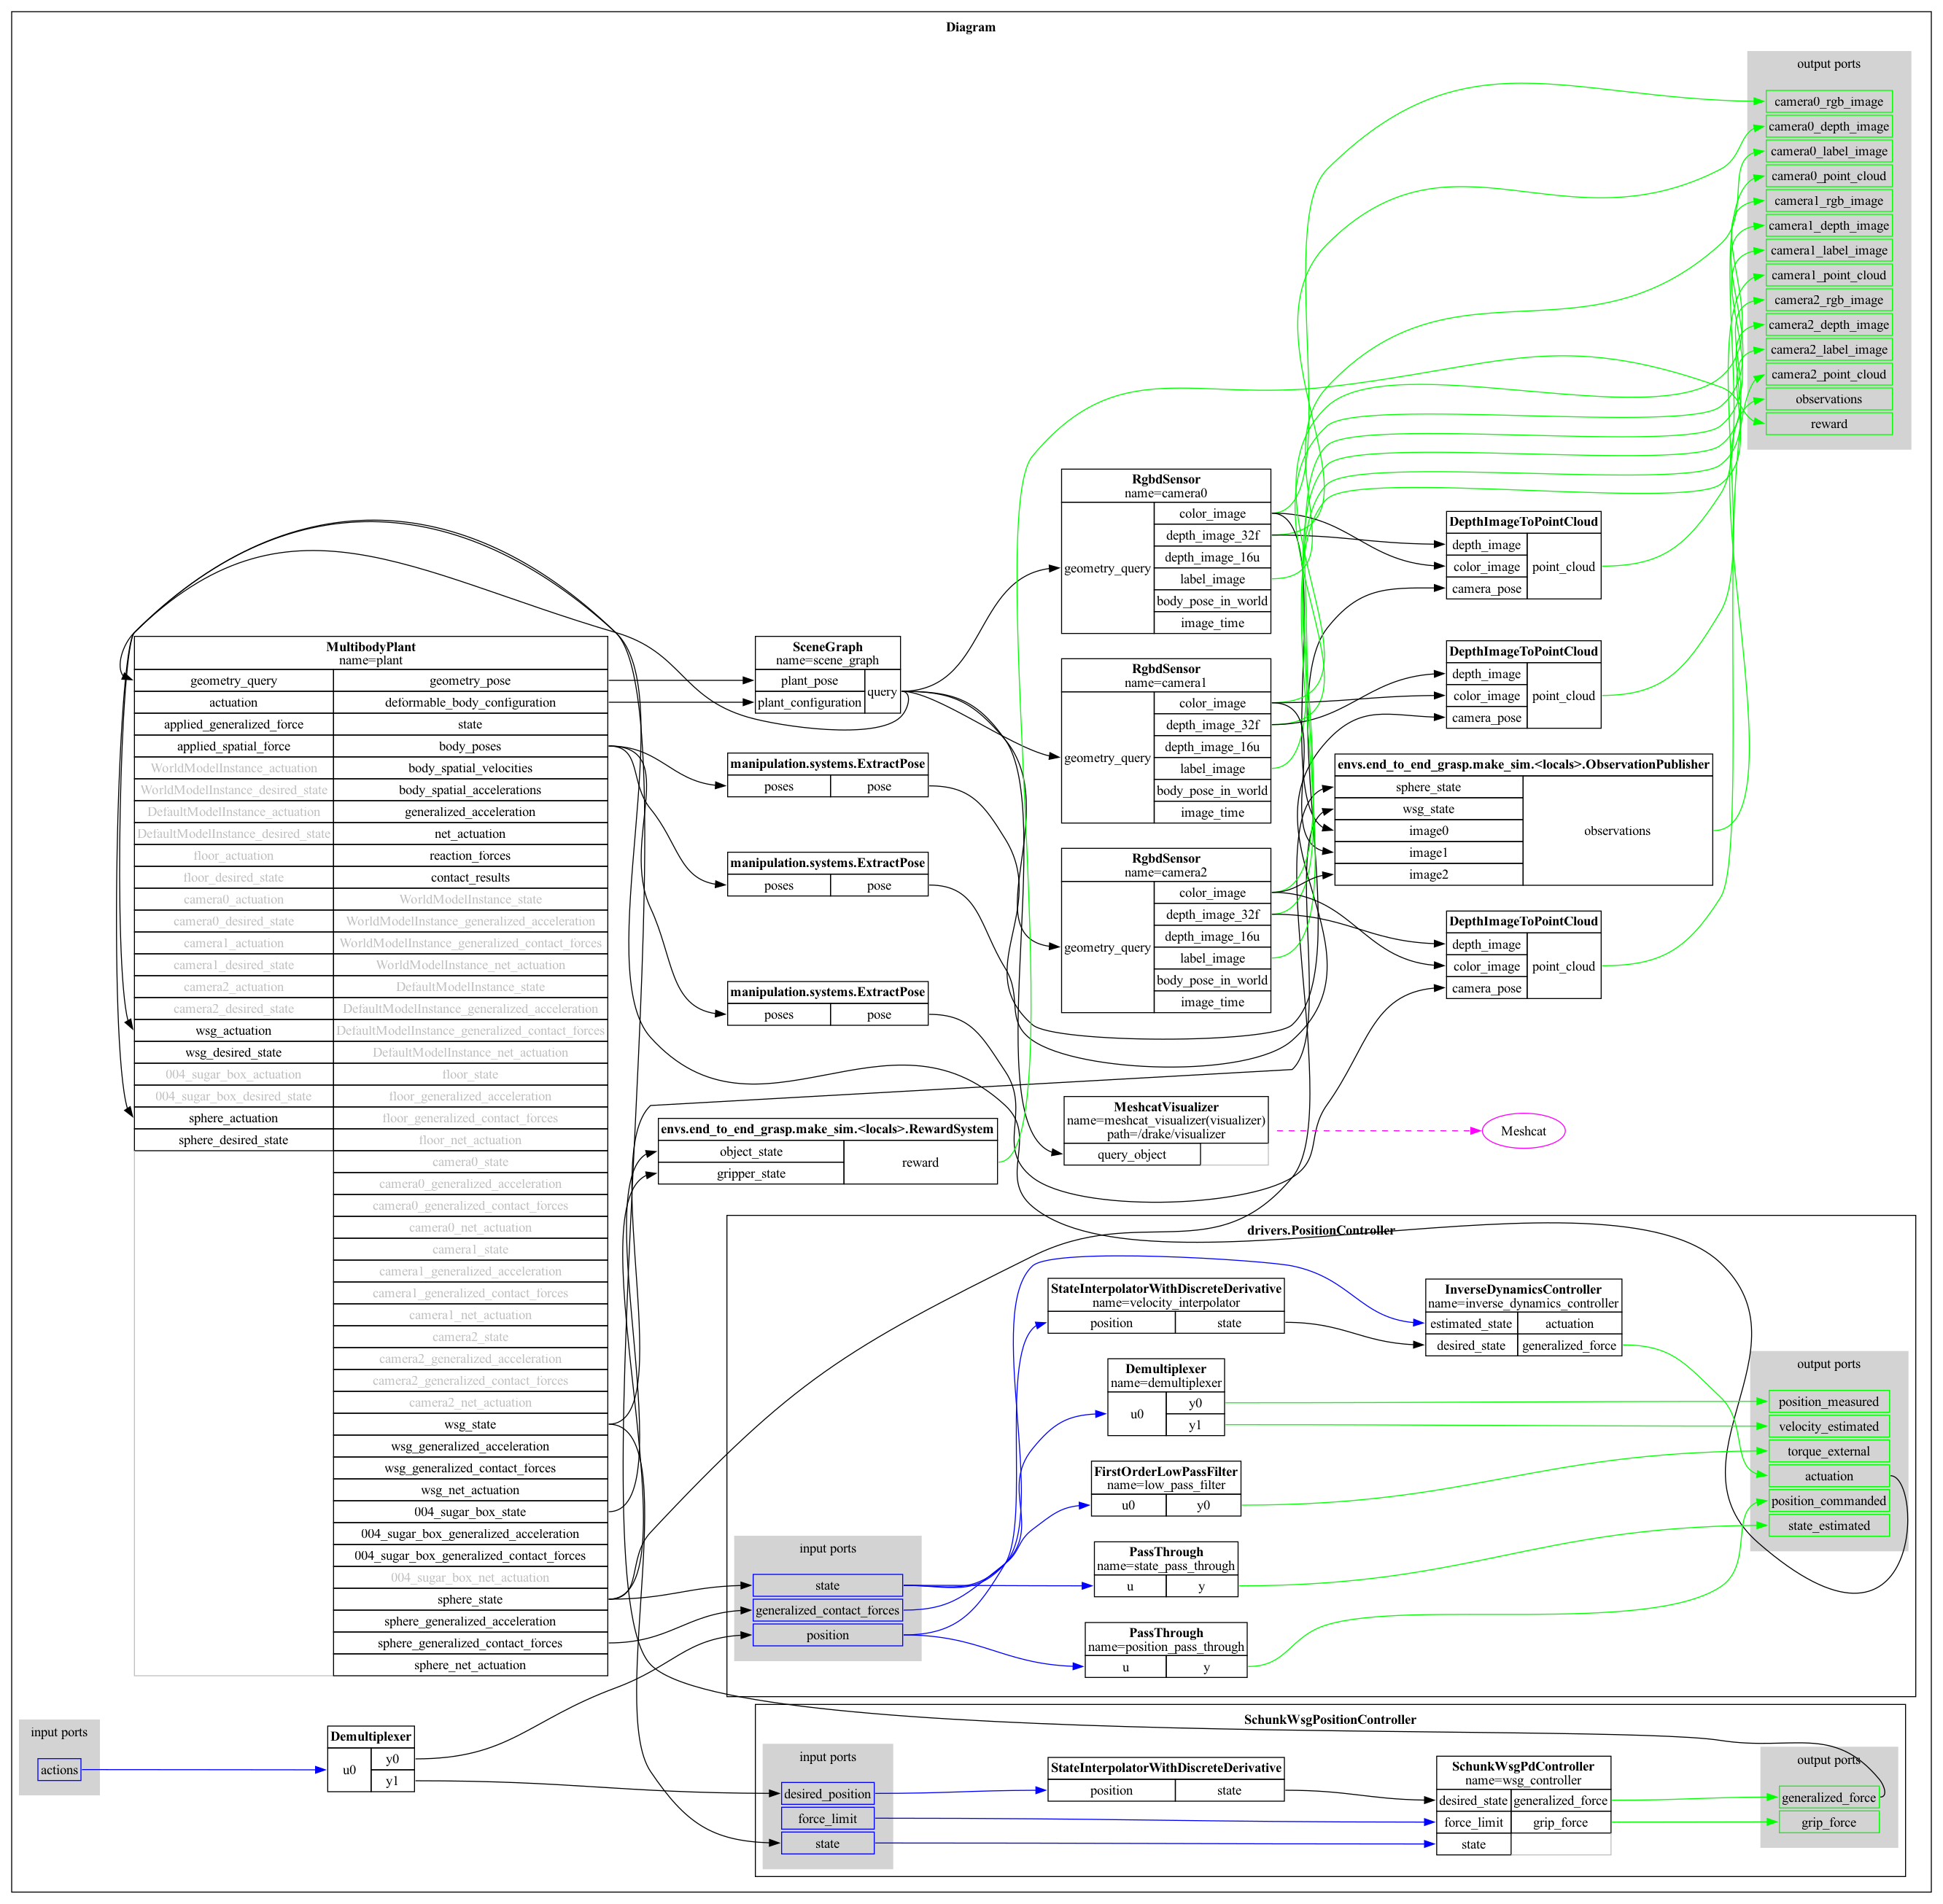 Diagram
output ports
camera0_rgb_image
camera0_depth_image
camera0_label_image
camera0_point_cloud
camera1_rgb_image
camera1_depth_image
camera1_label_image
camera1_point_cloud
camera2_rgb_image
camera2_depth_image
camera2_label_image
camera2_point_cloud
observations
reward
MultibodyPlant
name=plant
geometry_query
actuation
applied_generalized_force
applied_spatial_force
WorldModelInstance_actuation
WorldModelInstance_desired_state
DefaultModelInstance_actuation
DefaultModelInstance_desired_state
floor_actuation
floor_desired_state
camera0_actuation
camera0_desired_state
camera1_actuation
camera1_desired_state
camera2_actuation
camera2_desired_state
wsg_actuation
wsg_desired_state
004_sugar_box_actuation
004_sugar_box_desired_state
sphere_actuation
sphere_desired_state
geometry_pose
deformable_body_configuration
state
body_poses
body_spatial_velocities
body_spatial_accelerations
generalized_acceleration
net_actuation
reaction_forces
contact_results
WorldModelInstance_state
WorldModelInstance_generalized_acceleration
WorldModelInstance_generalized_contact_forces
WorldModelInstance_net_actuation
DefaultModelInstance_state
DefaultModelInstance_generalized_acceleration
DefaultModelInstance_generalized_contact_forces
DefaultModelInstance_net_actuation
floor_state
floor_generalized_acceleration
floor_generalized_contact_forces
floor_net_actuation
camera0_state
camera0_generalized_acceleration
camera0_generalized_contact_forces
camera0_net_actuation
camera1_state
camera1_generalized_acceleration
camera1_generalized_contact_forces
camera1_net_actuation
camera2_state
camera2_generalized_acceleration
camera2_generalized_contact_forces
camera2_net_actuation
wsg_state
wsg_generalized_acceleration
wsg_generalized_contact_forces
wsg_net_actuation
004_sugar_box_state
004_sugar_box_generalized_acceleration
004_sugar_box_generalized_contact_forces
004_sugar_box_net_actuation
sphere_state
sphere_generalized_acceleration
sphere_generalized_contact_forces
sphere_net_actuation
SceneGraph
name=scene_graph
plant_pose
plant_configuration
query
manipulation.systems.ExtractPose
poses
pose
manipulation.systems.ExtractPose
poses
pose
manipulation.systems.ExtractPose
poses
pose
RgbdSensor
name=camera0
geometry_query
color_image
depth_image_32f
depth_image_16u
label_image
body_pose_in_world
image_time
RgbdSensor
name=camera1
geometry_query
color_image
depth_image_32f
depth_image_16u
label_image
body_pose_in_world
image_time
RgbdSensor
name=camera2
geometry_query
color_image
depth_image_32f
depth_image_16u
label_image
body_pose_in_world
image_time
DepthImageToPointCloud
depth_image
color_image
camera_pose
point_cloud
DepthImageToPointCloud
depth_image
color_image
camera_pose
point_cloud
envs.end_to_end_grasp.make_sim.<locals>.ObservationPublisher
sphere_state
wsg_state
image0
image1
image2
observations
DepthImageToPointCloud
depth_image
color_image
camera_pose
point_cloud
envs.end_to_end_grasp.make_sim.<locals>.RewardSystem
object_state
gripper_state
reward
MeshcatVisualizer
name=meshcat_visualizer(visualizer)
path=/drake/visualizer
query_object
Meshcat
drivers.PositionController
input ports
state
generalized_contact_forces
position
StateInterpolatorWithDiscreteDerivative
name=velocity_interpolator
position
state
InverseDynamicsController
name=inverse_dynamics_controller
estimated_state
desired_state
actuation
generalized_force
Demultiplexer
name=demultiplexer
u0
y0
y1
FirstOrderLowPassFilter
name=low_pass_filter
u0
y0
PassThrough
name=state_pass_through
u
y
PassThrough
name=position_pass_through
u
y
output ports
position_measured
velocity_estimated
torque_external
actuation
position_commanded
state_estimated
input ports
actions
Demultiplexer
u0
y0
y1
SchunkWsgPositionController
input ports
desired_position
force_limit
state
StateInterpolatorWithDiscreteDerivative
position
state
SchunkWsgPdController
name=wsg_controller
desired_state
force_limit
state
generalized_force
grip_force
output ports
generalized_force
grip_force